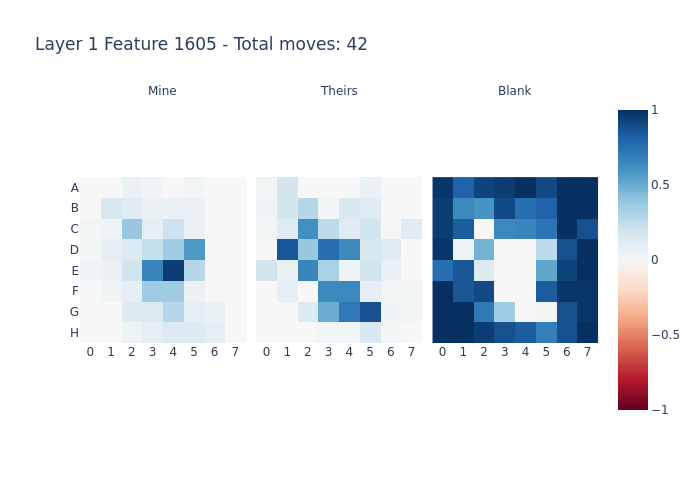 Layer 1 Feature 1605 - Total moves: 42
Mine
Theirs
Blank
A
B
C
D
E
F
G
H
0 1 2 3 4 5 6 7
0 1 2 3 4 5 6 7
0 1 2 3 4 5 6 7
1
0.5
0
−0.5
−1